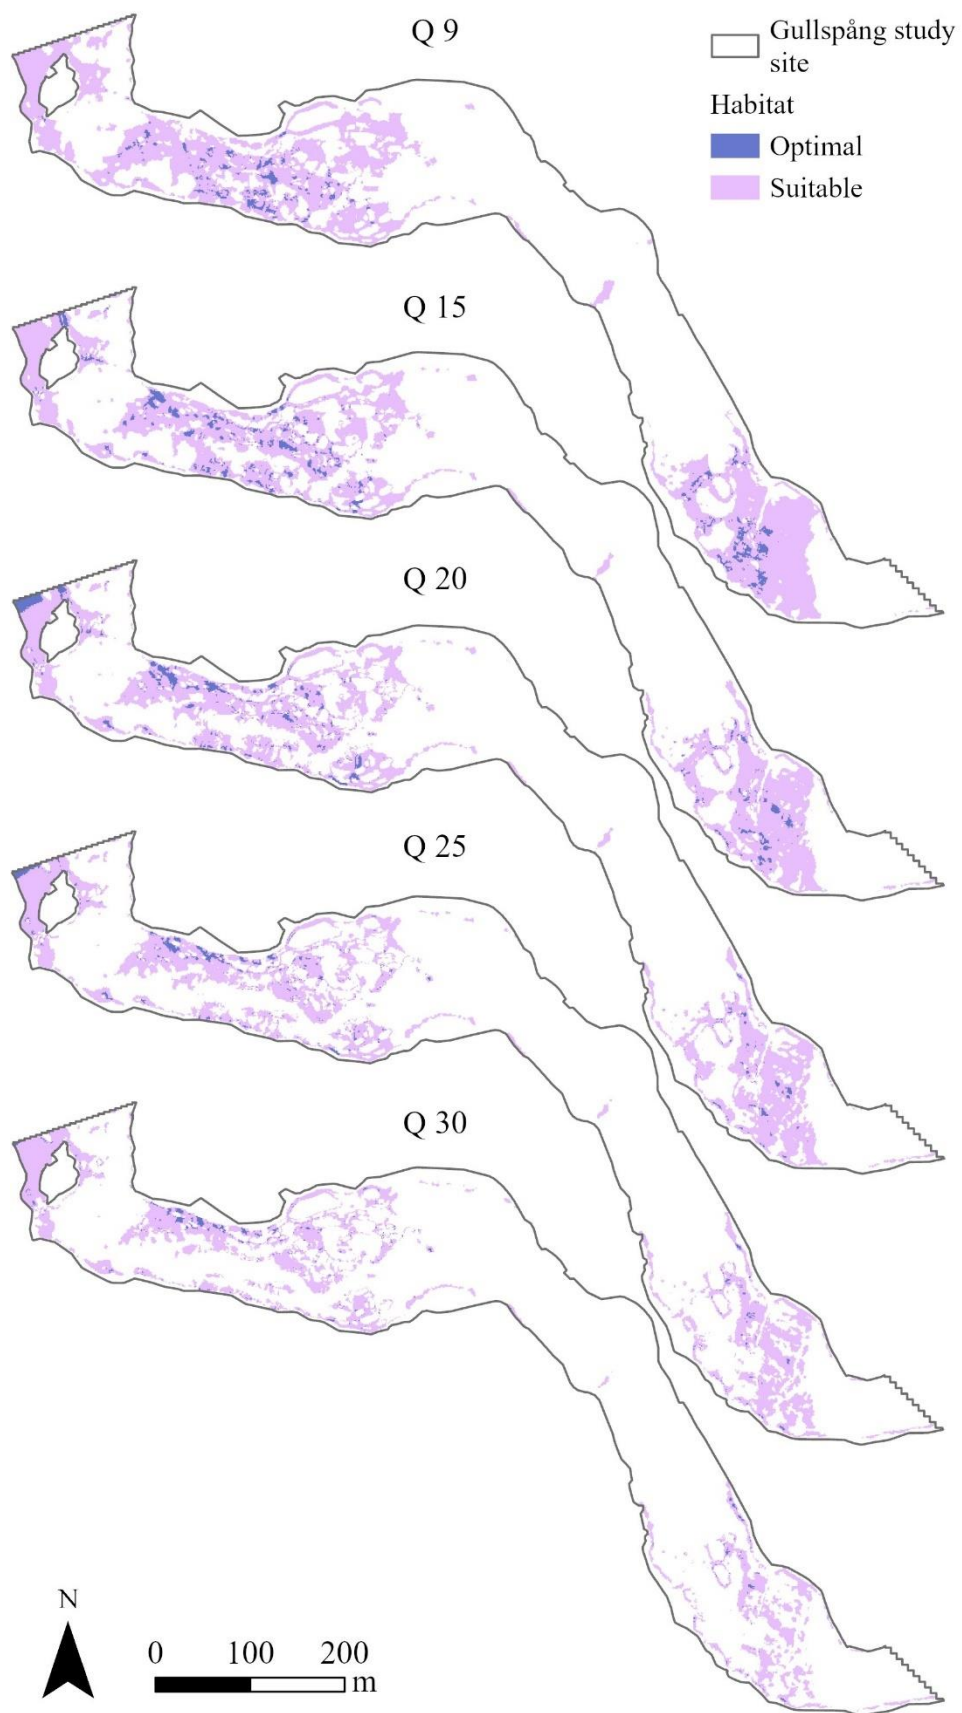 Q 9
Gullspång study
site
Habitat
Optimal
Suitable
Q 15
Q 20
Q 25
Q 30
N
0 100 200
m